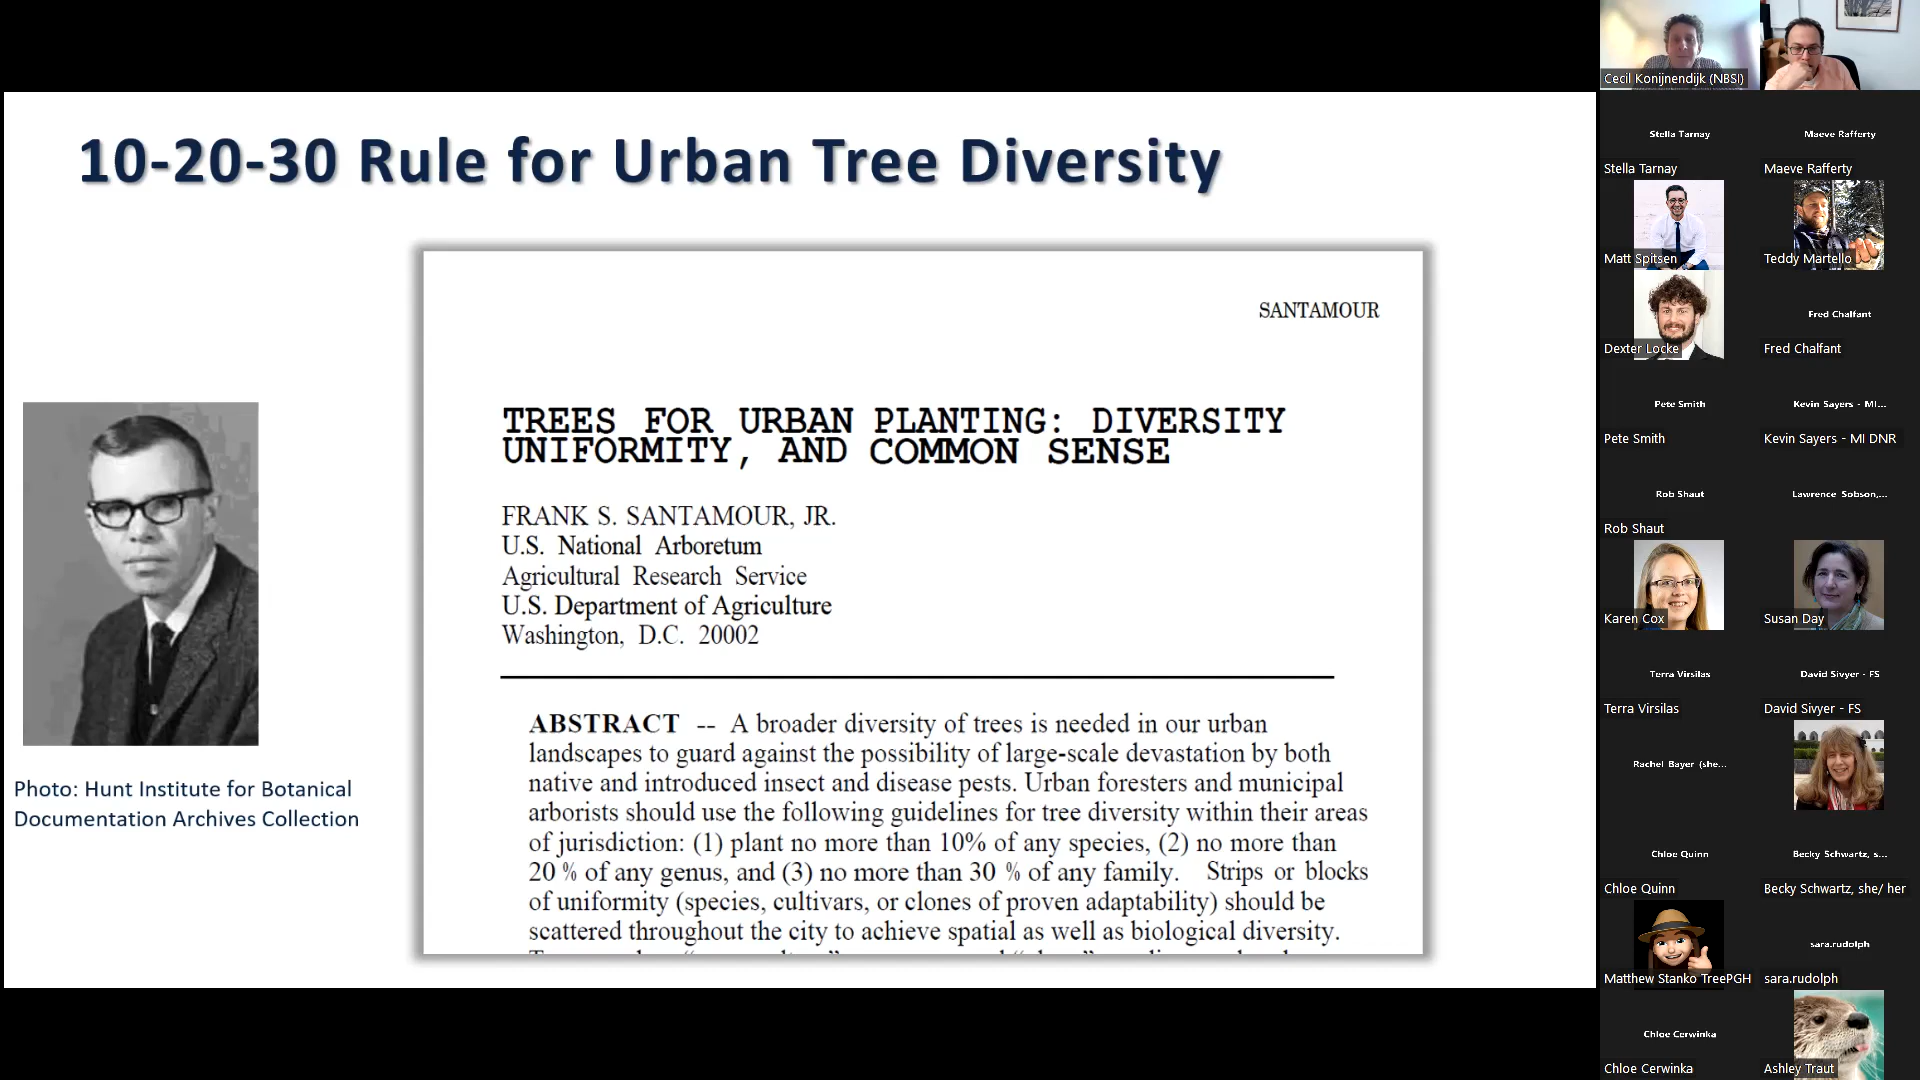 10-20-30 Rule for Urban Tree Diversity
SANTAMOUR
TREES FOR URBAN PLANTING: DIVERSITY
UNIFORMITY, AND COMMON SENSE
FRANK S. SANTAMOUR, JR.
U.S. National Arboretum
Agricultural Research Service
U.S. Department of Agriculture
Washington, D.C. 20002
ABSTRACT -- A broader diversity of trees is needed in our urban
landscapes to guard against the possibility of large-scale devastation by both
native and introduced insect and disease pests. Urban foresters and municipal
arborists should use the following guidelines for tree diversity within their areas
of jurisdiction: (1) plant no more than 10% of any species, (2) no more than
20 % of any genus, and (3) no more than 30 % of any family. Strips or blocks
of uniformity (species, cultivars, or clones of proven adaptability) should be
scattered throughout the city to achieve spatial as well as biological diversity.
Photo: Hunt Institute for Botanical
Documentation Archives Collection
Cecil Konijnendijk (NBSI)
Stella Tarnay
Maeve Rafferty
Stella Tarnay
Maeve Rafferty
Matt Spitsen
Teddy Martello
Dexter Locke
Fred Chalfant
Fred Chalfant
Pete Smith
Kevin Sayers - MI...
Pete Smith
Kevin Sayers - MI DNR
Rob Shaut
Lawrence Sobson,...
Rob Shaut
Karen Cox
Susan Day
Terra Virsilas
David Sivyer - FS
Terra Virsilas
David Sivyer - FS
Rachel Bayer (she...
Chloe Quinn
Becky Schwartz, s...
Chloe Quinn
Becky Schwartz, she/ her
Matthew Stanko TreePGH
sara.rudolph
sara.rudolph
Chloe Cerwinka
Chloe Cerwinka
Ashley Traut